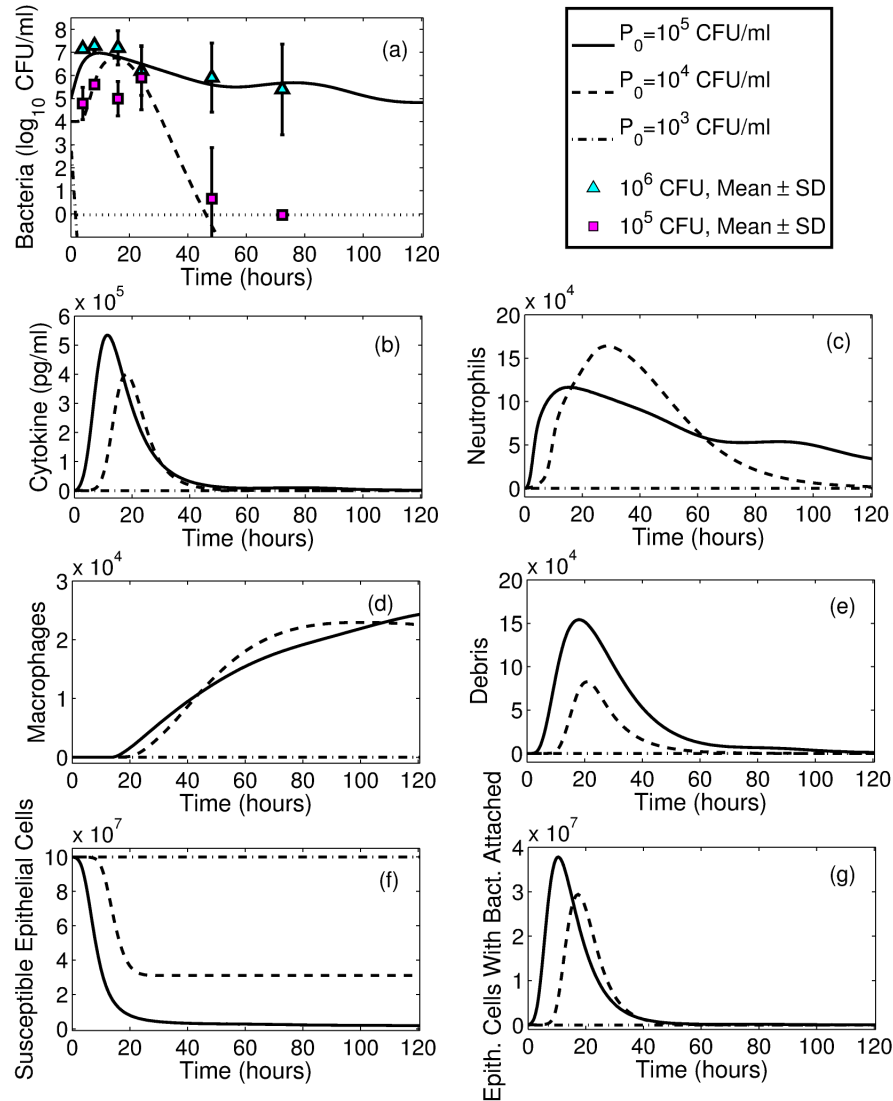 8
7
6
5
4
3
2
1
0
Bacteria (log10 CFU/ml)
(a)
0 20 40 60 80 100 120
Time (hours)
P0=10^5 CFU/ml
P0=10^4 CFU/ml
P0=10^3 CFU/ml
10^6 CFU, Mean ± SD
10^5 CFU, Mean ± SD
x 10^5
6
5
4
3
2
1
0
Cytokine (pg/ml)
(b)
0 20 40 60 80 100 120
Time (hours)
x 10^4
20
15
10
5
0
Neutrophils
(c)
0 20 40 60 80 100 120
Time (hours)
x 10^4
3
2
1
0
Macrophages
(d)
0 20 40 60 80 100 120
Time (hours)
x 10^4
20
15
10
5
0
Debris
(e)
0 20 40 60 80 100 120
Time (hours)
x 10^7
10
8
6
4
2
0
Susceptible Epithelial Cells
(f)
0 20 40 60 80 100 120
Time (hours)
x 10^7
4
3
2
1
0
Epith. Cells With Bact. Attached
(g)
0 20 40 60 80 100 120
Time (hours)